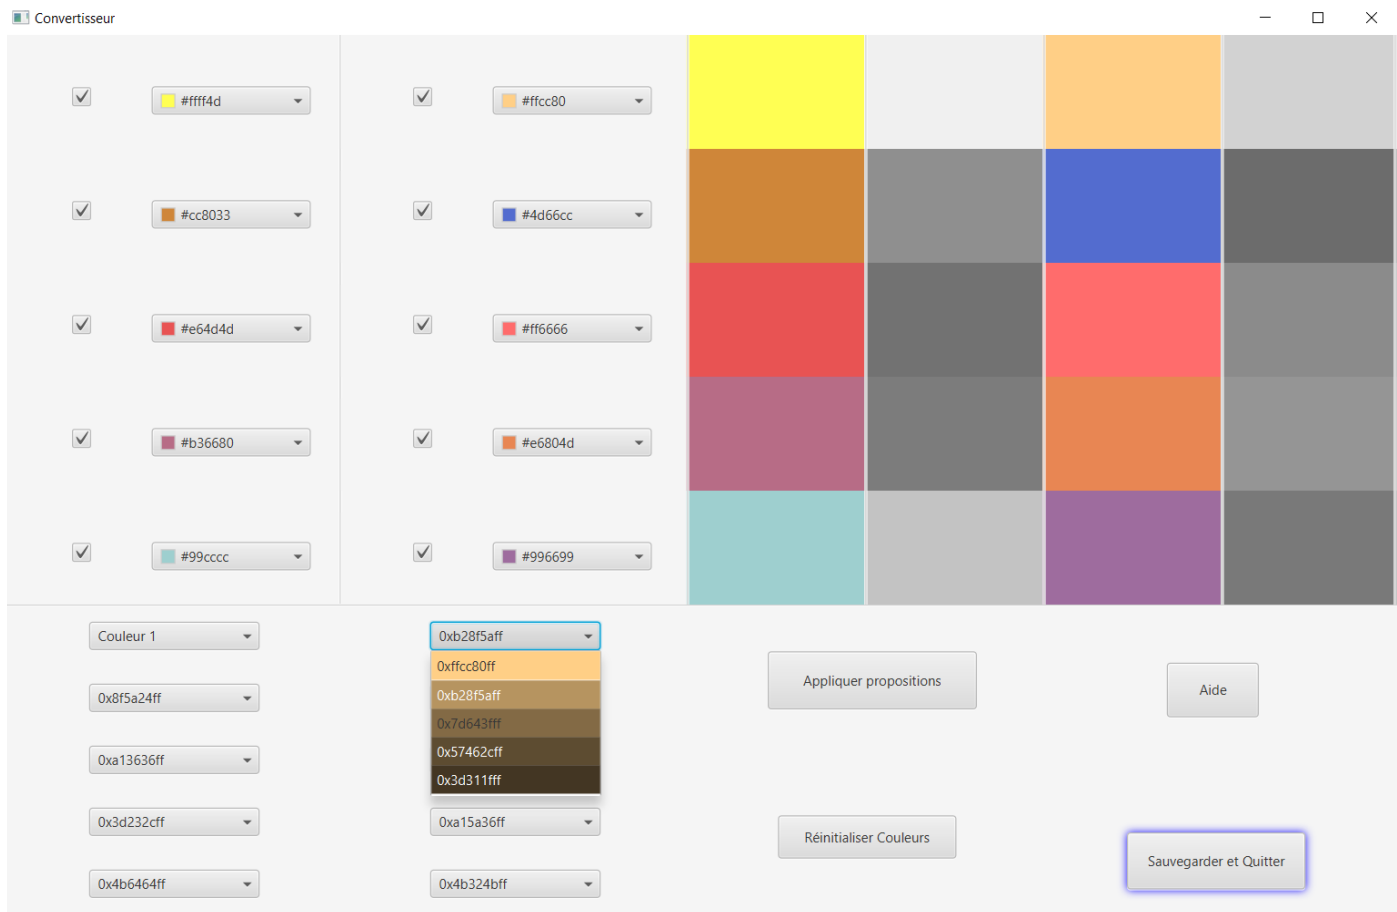 Convertisseur
#ffff4d
#ffcc80
#cc8033
#4d66cc
#e64d4d
#ff6666
#b36680
#e6804d
#99cccc
#996699
Couleur 1
0xb28f5aff
0xffcc80ff
0xb28f5aff
0x7d643fff
0x57462cff
0x3d311fff
0x8f5a24ff
0xa13636ff
0x3d232cff
0xa15a36ff
0x4b6464ff
0x4b324bff
Appliquer propositions
Aide
Réinitialiser Couleurs
Sauvegarder et Quitter